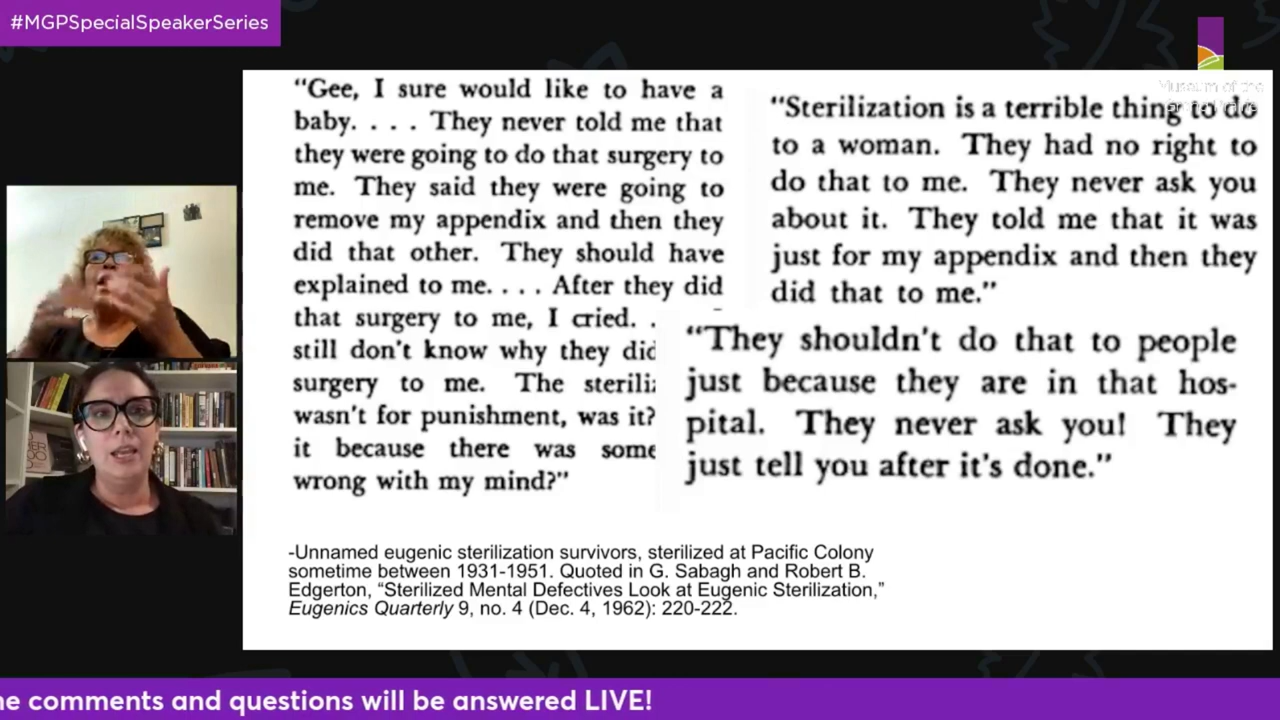 #MGPSpecialSpeakerSeries
Museum of the
Grand Prairie
“Gee, I sure would like to have a
baby. . . . They never told me that
they were going to do that surgery to
me. They said they were going to
remove my appendix and then they
did that other. They should have
explained to me. . . . After they did
that surgery to me, I cried. .
still don't know why they did
surgery to me. The sterili
wasn't for punishment, was it?
it because there was some
wrong with my mind?”
“Sterilization is a terrible thing to do
to a woman. They had no right to
do that to me. They never ask you
about it. They told me that it was
just for my appendix and then they
did that to me.”
“They shouldn't do that to people
just because they are in that hos-
pital. They never ask you! They
just tell you after it's done.”
-Unnamed eugenic sterilization survivors, sterilized at Pacific Colony
sometime between 1931-1951. Quoted in G. Sabagh and Robert B.
Edgerton, “Sterilized Mental Defectives Look at Eugenic Sterilization,”
Eugenics Quarterly 9, no. 4 (Dec. 4, 1962): 220-222.
ne comments and questions will be answered LIVE!